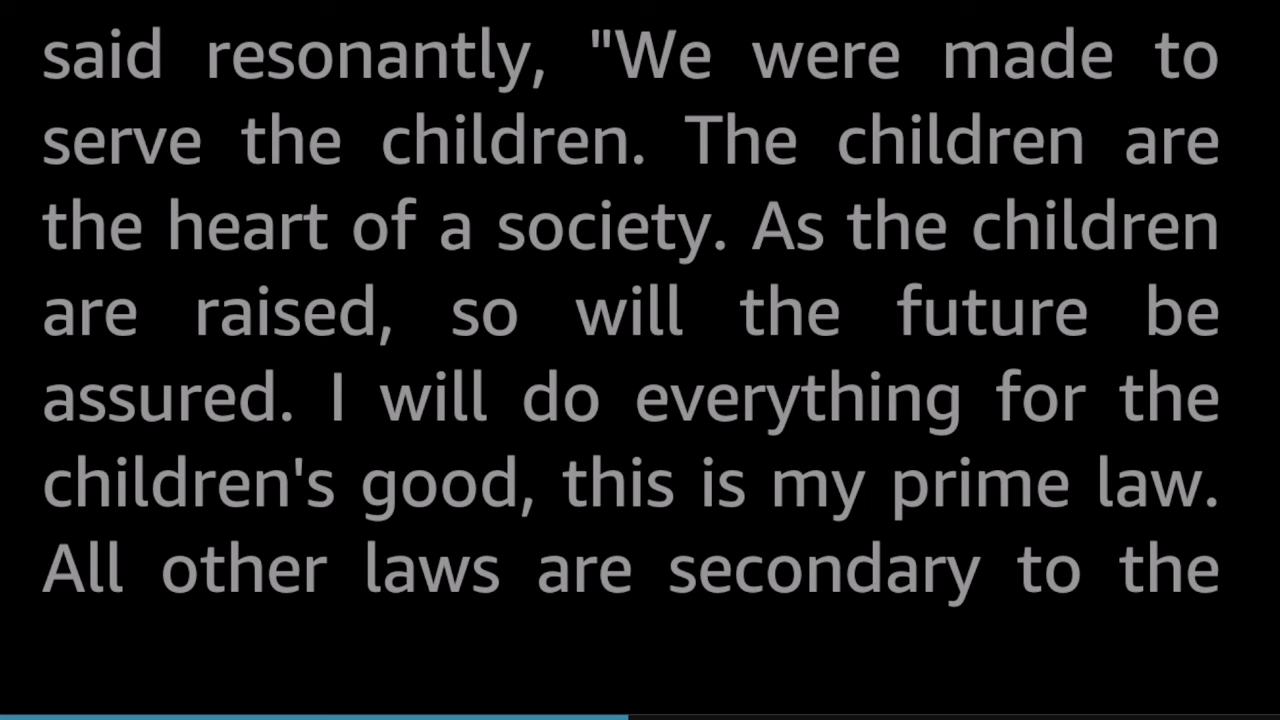 said resonantly, "We were made to
serve the children. The children are
the heart of a society. As the children
are raised, so will the future be
assured. I will do everything for the
children's good, this is my prime law.
All other laws are secondary to the